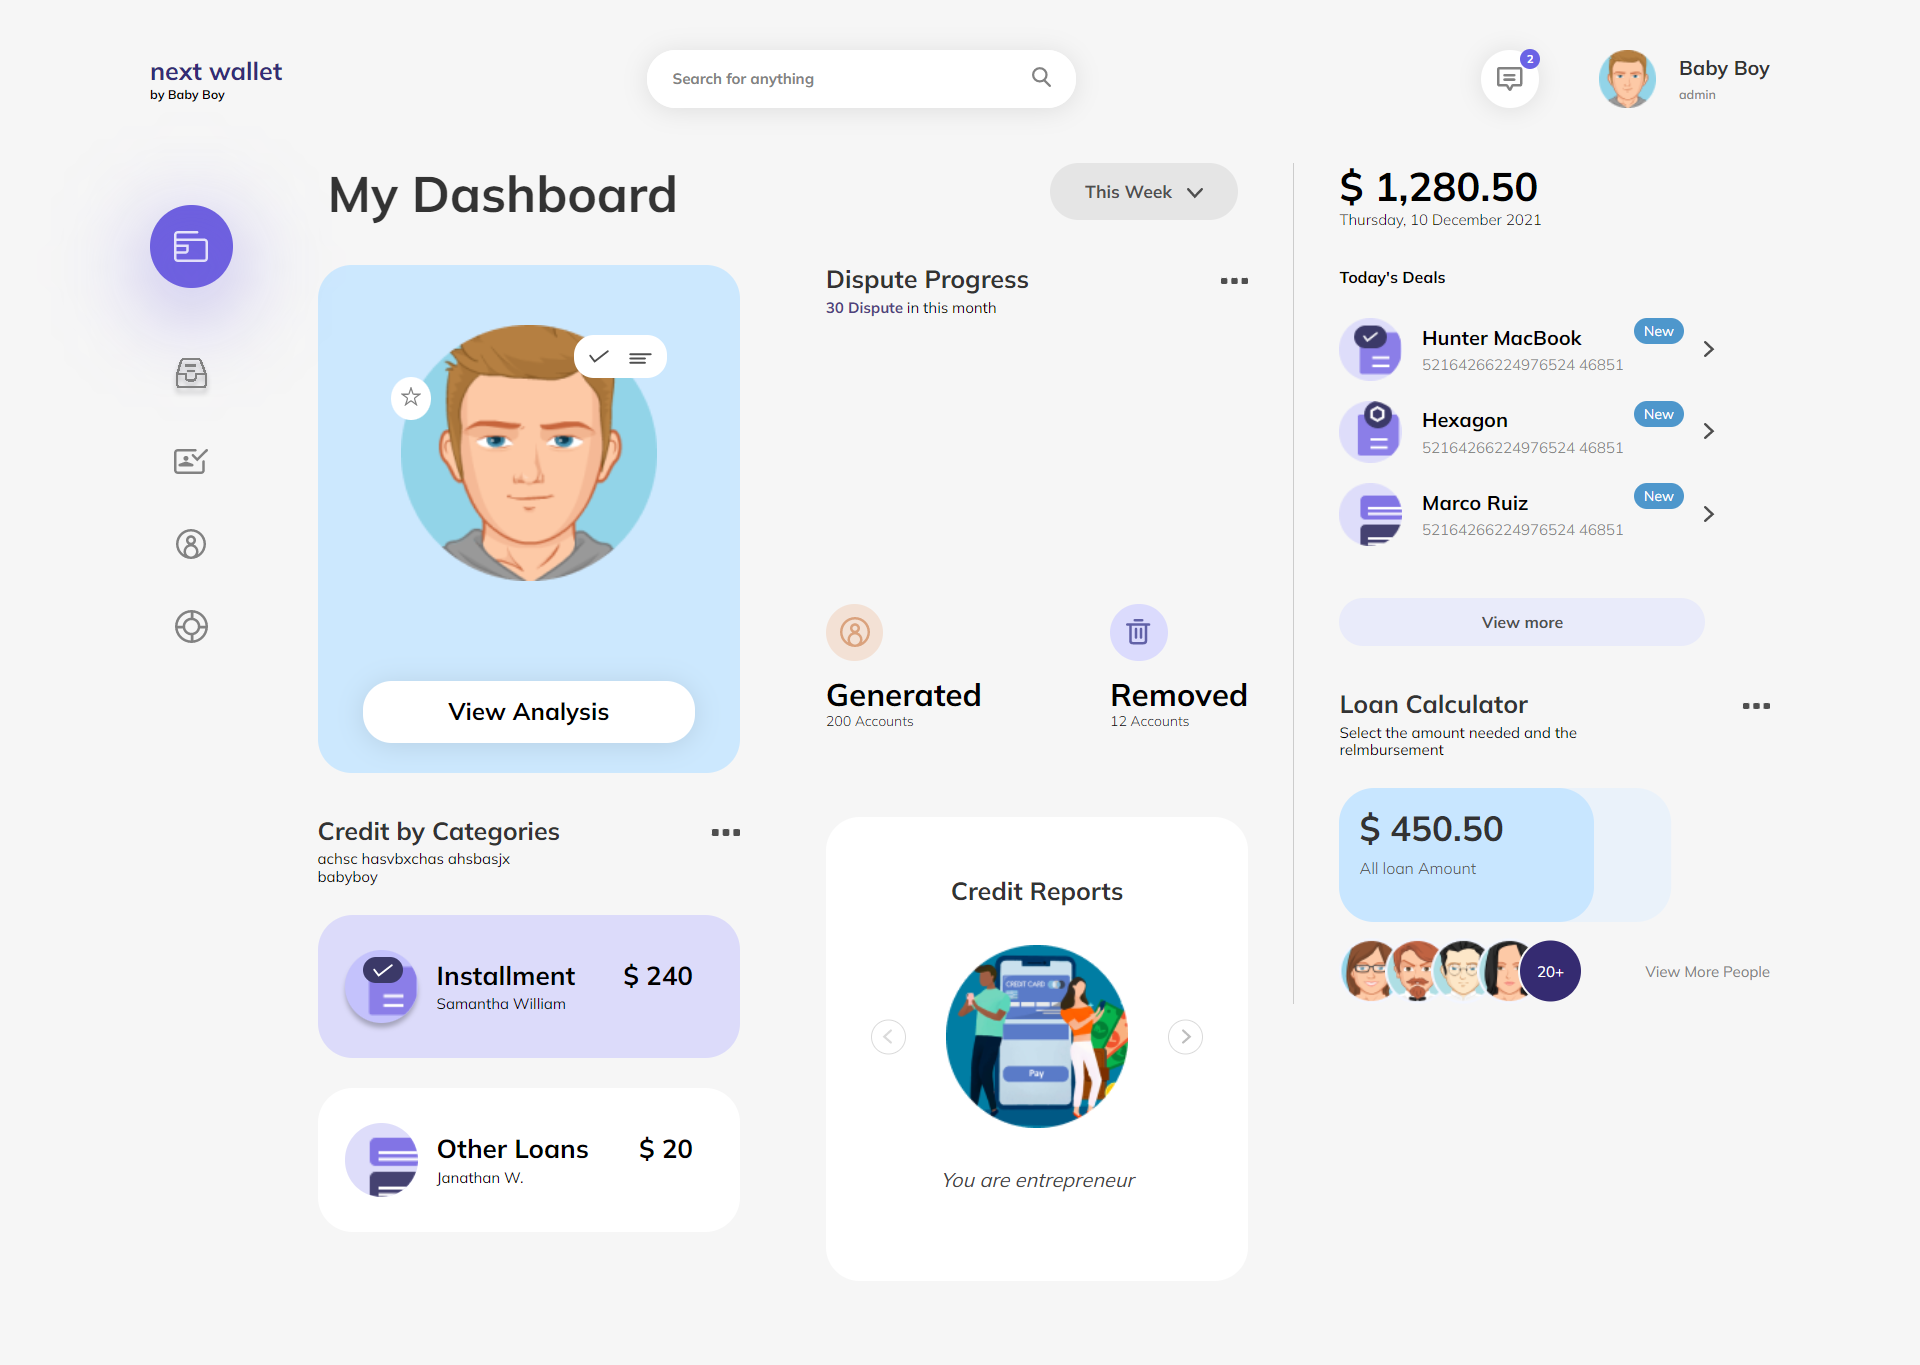 next wallet
by Baby Boy
Search for anything
2
Baby Boy
admin
My Dashboard
This Week
View Analysis
Dispute Progress
30 Dispute in this month
Generated
200 Accounts
Removed
12 Accounts
Credit by Categories
achsc hasvbxchas ahsbasjx
babyboy
Installment
$ 240
Samantha William
Other Loans
$ 20
Janathan W.
Credit Reports
CREDIT CARD
Pay
You are entrepreneur
$ 1,280.50
Thursday, 10 December 2021
Today's Deals
Hunter MacBook
New
52164266224976524 46851
Hexagon
New
52164266224976524 46851
Marco Ruiz
New
52164266224976524 46851
View more
Loan Calculator
Select the amount needed and the
relmbursement
$ 450.50
All loan Amount
20+
View More People